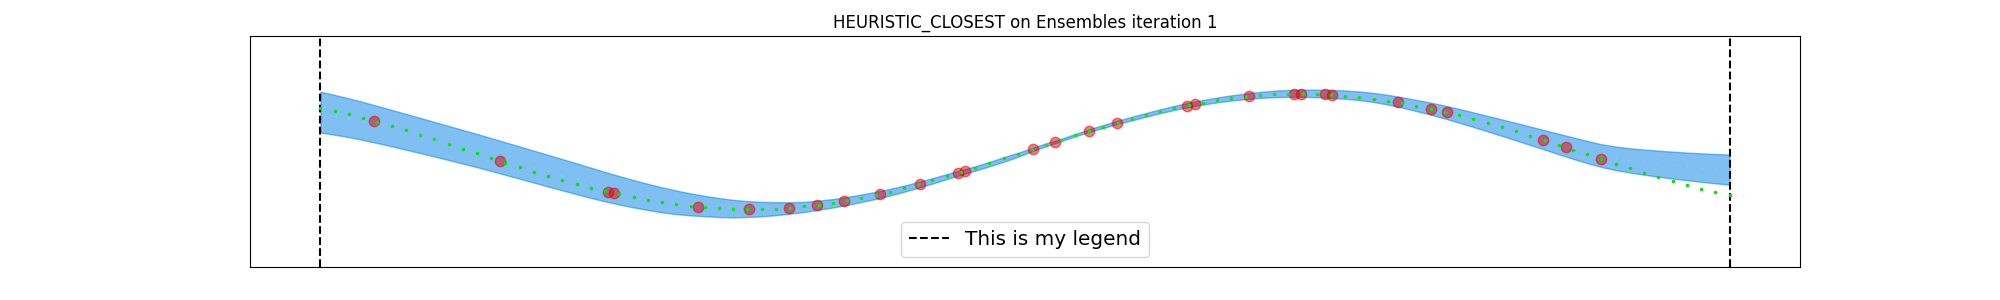 HEURISTIC_CLOSEST on Ensembles iteration 1
This is my legend